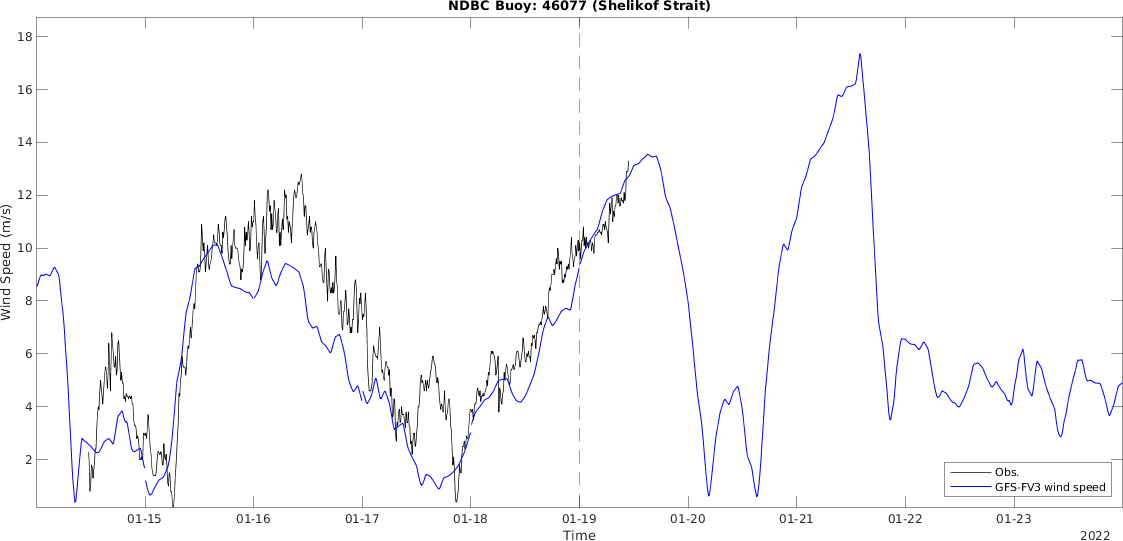 NDBC Buoy: 46077 (Shelikof Strait)
18
16
14
12
10
8
6
4
2
Wind Speed (m/s)
Obs.
GFS-FV3 wind speed
01-15 01-16 01-17 01-18 01-19 01-20 01-21 01-22 01-23
Time
2022